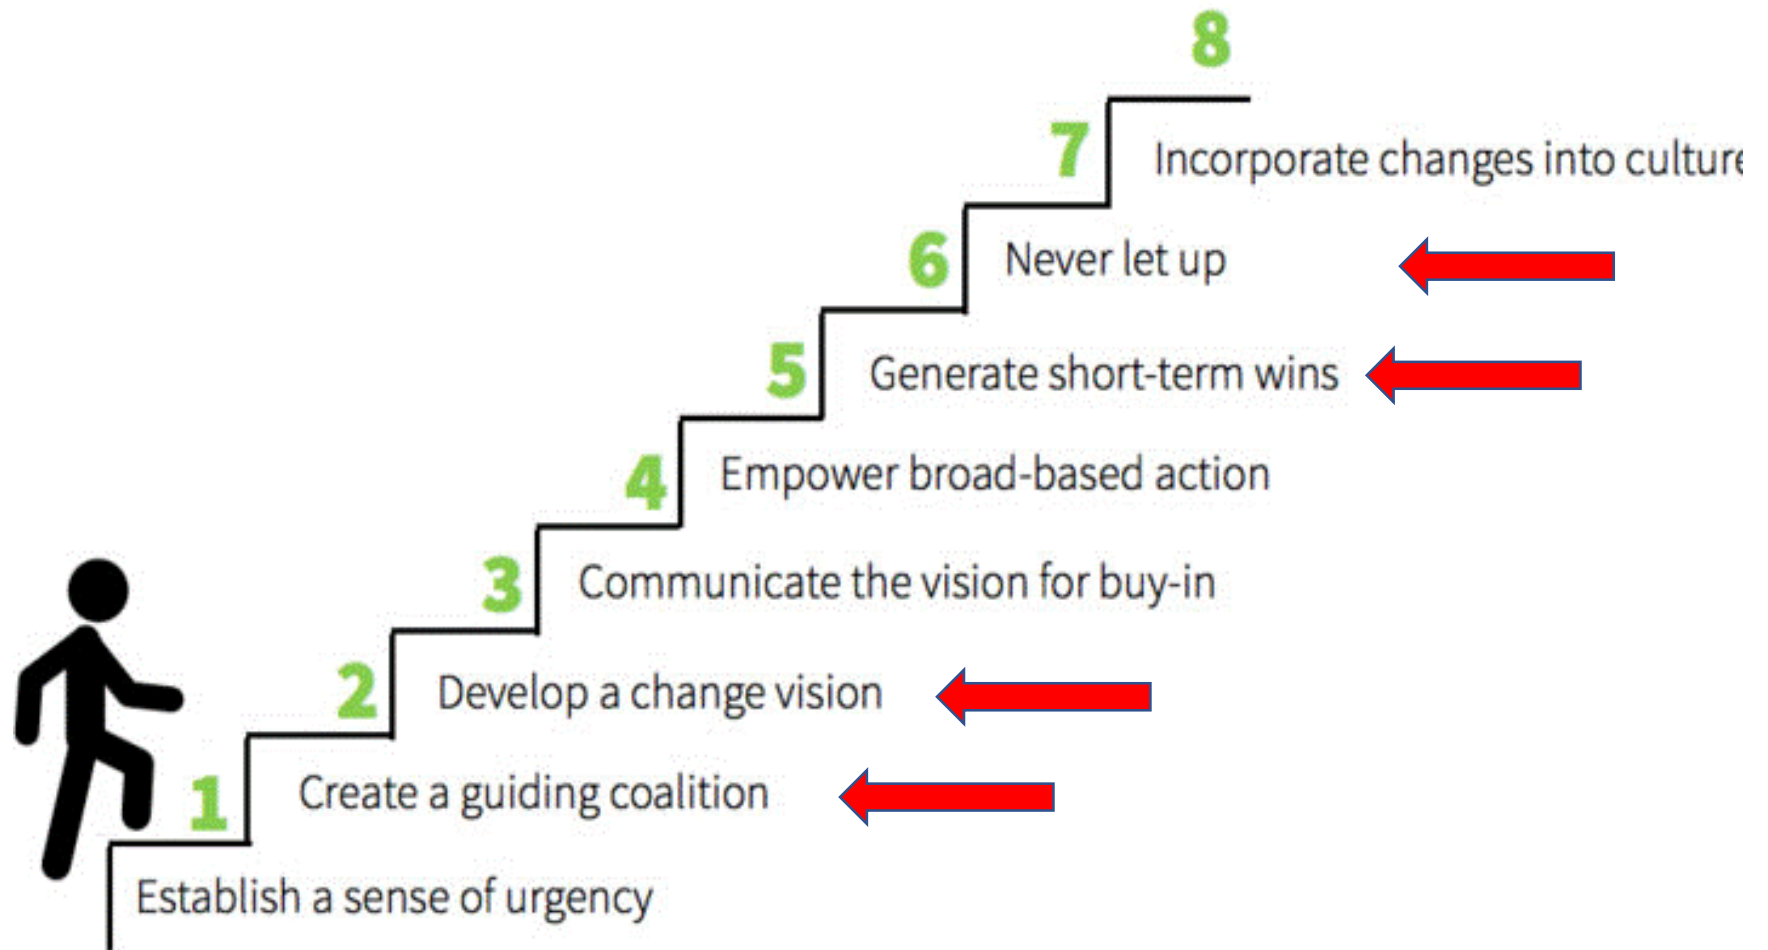 8
7
Incorporate changes into culture
6
Never let up
5
Generate short-term wins
4
Empower broad-based action
3
Communicate the vision for buy-in
2
Develop a change vision
1
Create a guiding coalition
Establish a sense of urgency